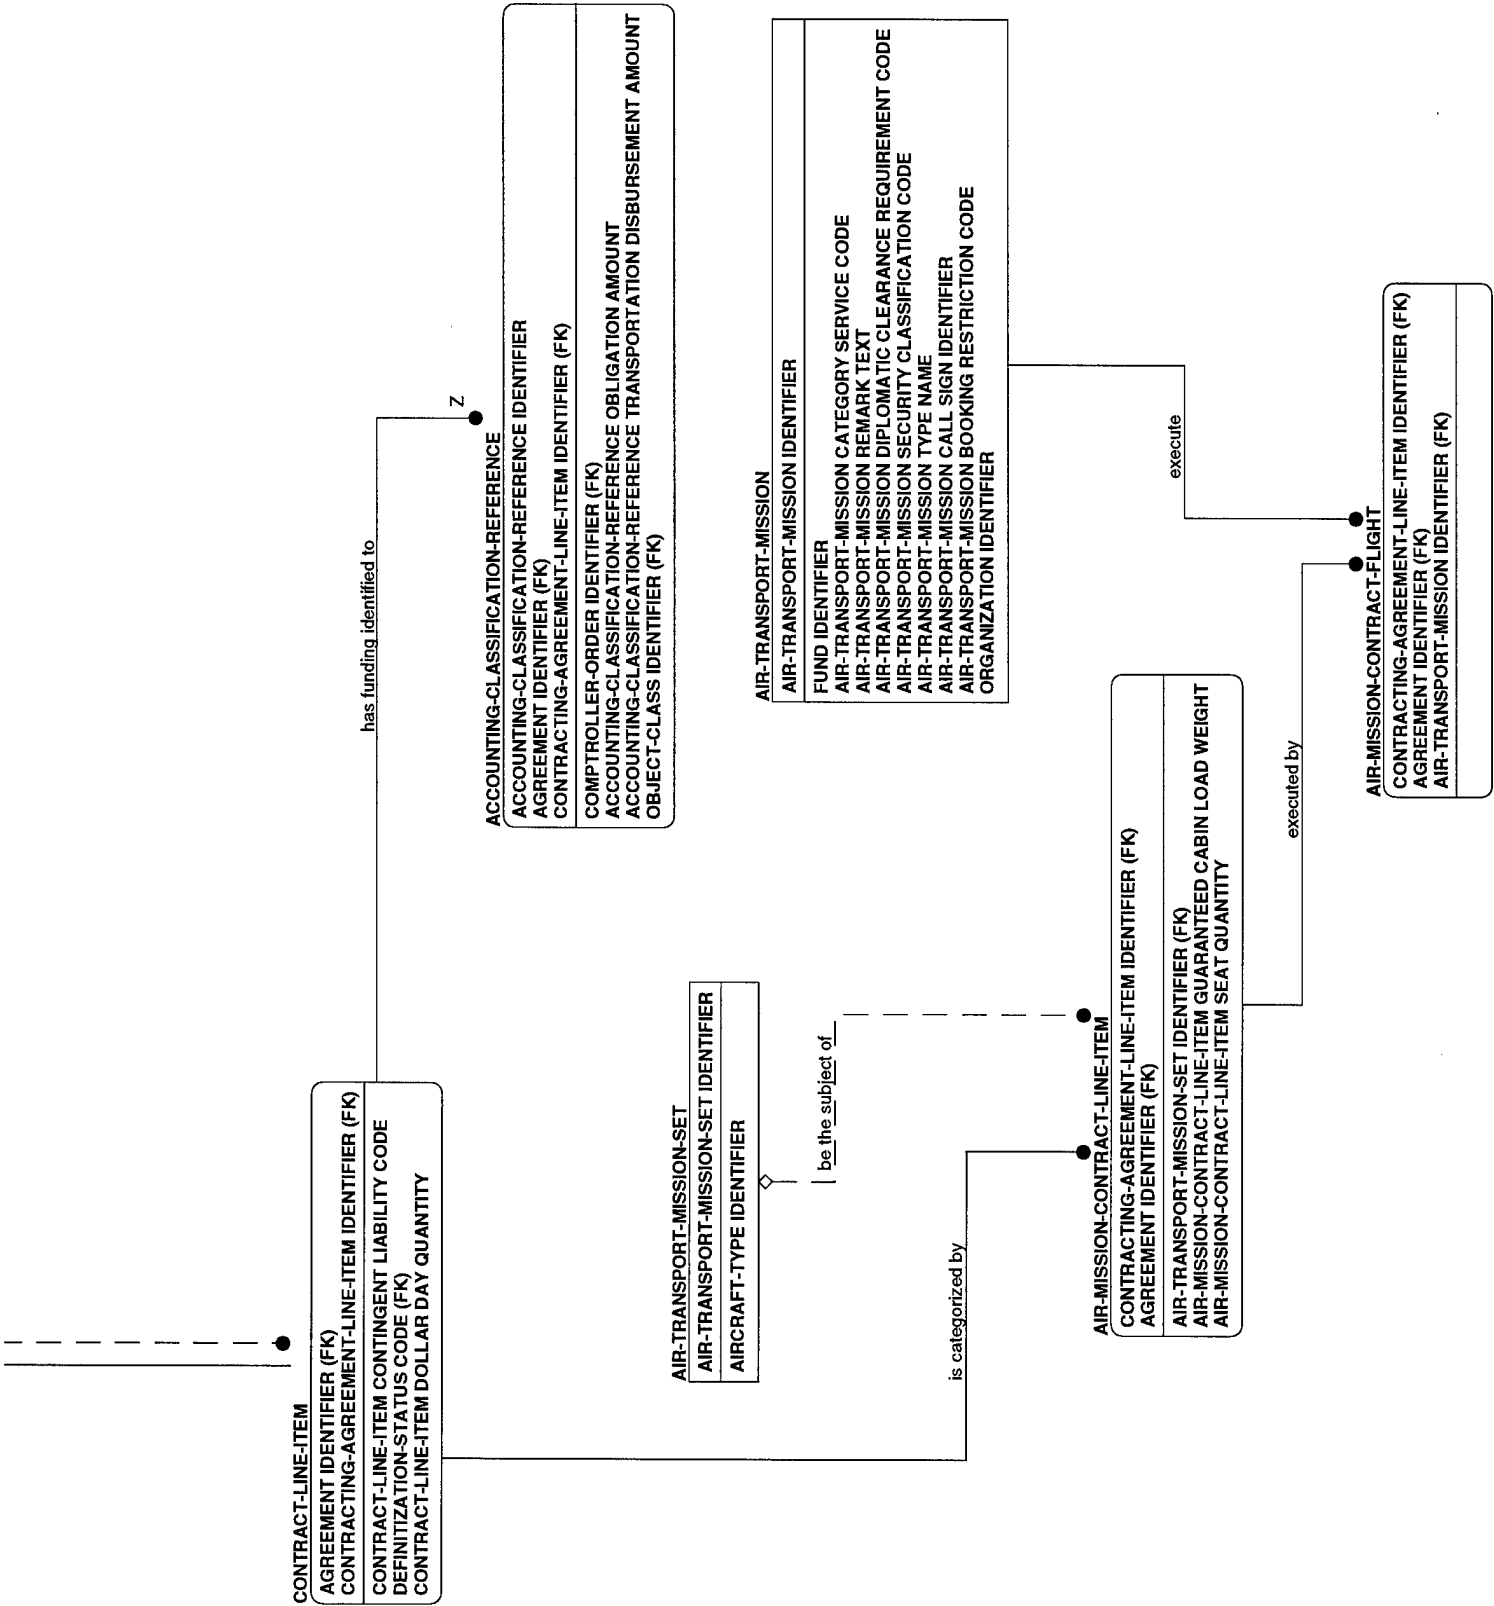 CONTRACT-LINE-ITEM
AGREEMENT IDENTIFIER (FK)
CONTRACTING-AGREEMENT-LINE-ITEM IDENTIFIER (FK)
CONTRACT-LINE-ITEM CONTINGENT LIABILITY CODE
DEFINITIZATION-STATUS CODE (FK)
CONTRACT-LINE-ITEM DOLLAR DAY QUANTITY
has funding identified to
Z
ACCOUNTING-CLASSIFICATION-REFERENCE
ACCOUNTING-CLASSIFICATION-REFERENCE IDENTIFIER
AGREEMENT IDENTIFIER (FK)
CONTRACTING-AGREEMENT-LINE-ITEM IDENTIFIER (FK)
COMPTROLLER-ORDER IDENTIFIER (FK)
ACCOUNTING-CLASSIFICATION-REFERENCE OBLIGATION AMOUNT
ACCOUNTING-CLASSIFICATION-REFERENCE TRANSPORTATION DISBURSEMENT AMOUNT
OBJECT-CLASS IDENTIFIER (FK)
AIR-TRANSPORT-MISSION-SET
AIR-TRANSPORT-MISSION-SET IDENTIFIER
AIRCRAFT-TYPE IDENTIFIER
be the subject of
AIR-TRANSPORT-MISSION
AIR-TRANSPORT-MISSION IDENTIFIER
FUND IDENTIFIER
AIR-TRANSPORT-MISSION CATEGORY SERVICE CODE
AIR-TRANSPORT-MISSION REMARK TEXT
AIR-TRANSPORT-MISSION DIPLOMATIC CLEARANCE REQUIREMENT CODE
AIR-TRANSPORT-MISSION SECURITY CLASSIFICATION CODE
AIR-TRANSPORT-MISSION TYPE NAME
AIR-TRANSPORT-MISSION CALL SIGN IDENTIFIER
AIR-TRANSPORT-MISSION BOOKING RESTRICTION CODE
ORGANIZATION IDENTIFIER
is categorized by
AIR-MISSION-CONTRACT-LINE-ITEM
CONTRACTING-AGREEMENT-LINE-ITEM IDENTIFIER (FK)
AGREEMENT IDENTIFIER (FK)
AIR-TRANSPORT-MISSION-SET IDENTIFIER (FK)
AIR-MISSION-CONTRACT-LINE-ITEM GUARANTEED CABIN LOAD WEIGHT
AIR-MISSION-CONTRACT-LINE-ITEM SEAT QUANTITY
execute
executed by
AIR-MISSION-CONTRACT-FLIGHT
CONTRACTING-AGREEMENT-LINE-ITEM IDENTIFIER (FK)
AGREEMENT IDENTIFIER (FK)
AIR-TRANSPORT-MISSION IDENTIFIER (FK)